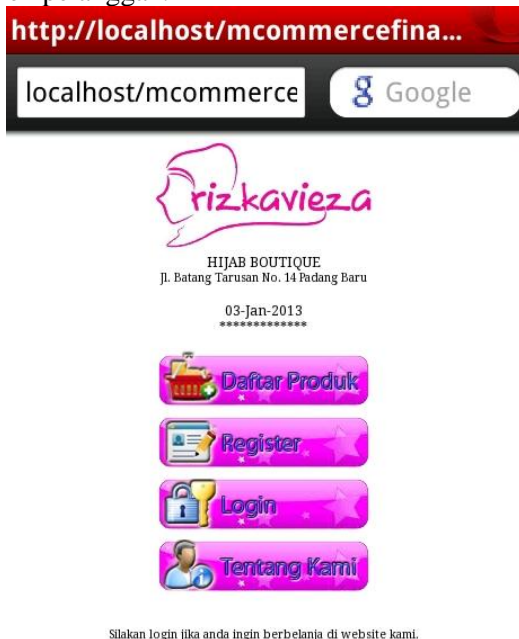 http://localhost/mcommercefina...
localhost/mcommerce
g Google
rizkavieza
HIJAB BOUTIQUE
Jl. Batang Tarusan No. 14 Padang Baru
03-Jan-2013
*************
Daftar Produk
Register
Login
Tentang Kami
Silakan login jika anda ingin berbelanja di website kami.